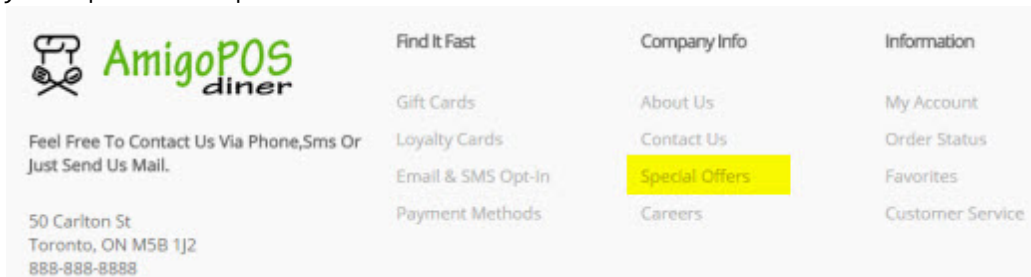 AmigoPOS
diner
Feel Free To Contact Us Via Phone,Sms Or
Just Send Us Mail.
50 Carlton St
Toronto, ON M5B 1J2
888-888-8888
Find It Fast
Gift Cards
Loyalty Cards
Email & SMS Opt-In
Payment Methods
Company Info
About Us
Contact Us
Special Offers
Careers
Information
My Account
Order Status
Favorites
Customer Service